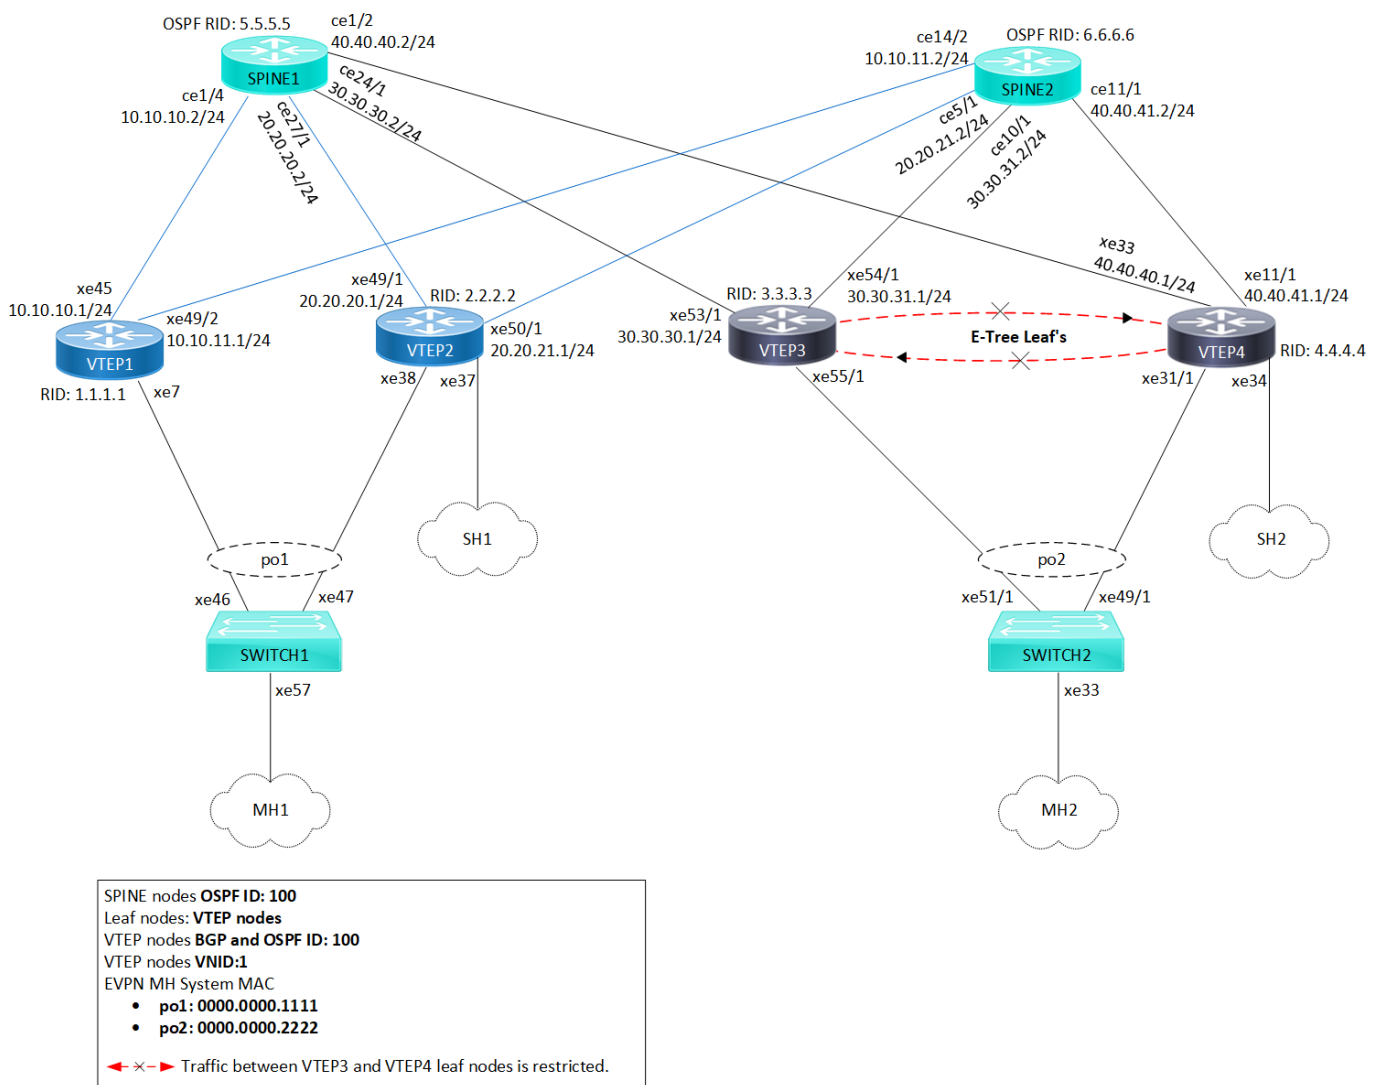 OSPF RID: 5.5.5.5
ce1/2
40.40.40.2/24
SPINE1
ce24/1
30.30.30.2/24
ce1/4
10.10.10.2/24
ce27/1
20.20.20.2/24
ce14/2
10.10.11.2/24
OSPF RID: 6.6.6.6
SPINE2
ce11/1
40.40.41.2/24
ce5/1
20.20.21.2/24
ce10/1
30.30.31.2/24
xe45
10.10.10.1/24
xe49/2
10.10.11.1/24
VTEP1
RID: 1.1.1.1
xe7
xe49/1
20.20.20.1/24
RID: 2.2.2.2
xe50/1
20.20.21.1/24
VTEP2
xe38
xe37
RID: 3.3.3.3
xe53/1
30.30.30.1/24
xe54/1
30.30.31.1/24
VTEP3
xe55/1
E-Tree Leaf's
xe33
40.40.40.1/24
xe11/1
40.40.41.1/24
VTEP4
RID: 4.4.4.4
xe31/1
xe34
SH1
SH2
po1
po2
xe46
xe47
SWITCH1
xe57
xe51/1
xe49/1
SWITCH2
xe33
MH1
MH2
SPINE nodes OSPF ID: 100
Leaf nodes: VTEP nodes
VTEP nodes BGP and OSPF ID: 100
VTEP nodes VNID:1
EVPN MH System MAC
• po1: 0000.0000.1111
• po2: 0000.0000.2222
Traffic between VTEP3 and VTEP4 leaf nodes is restricted.